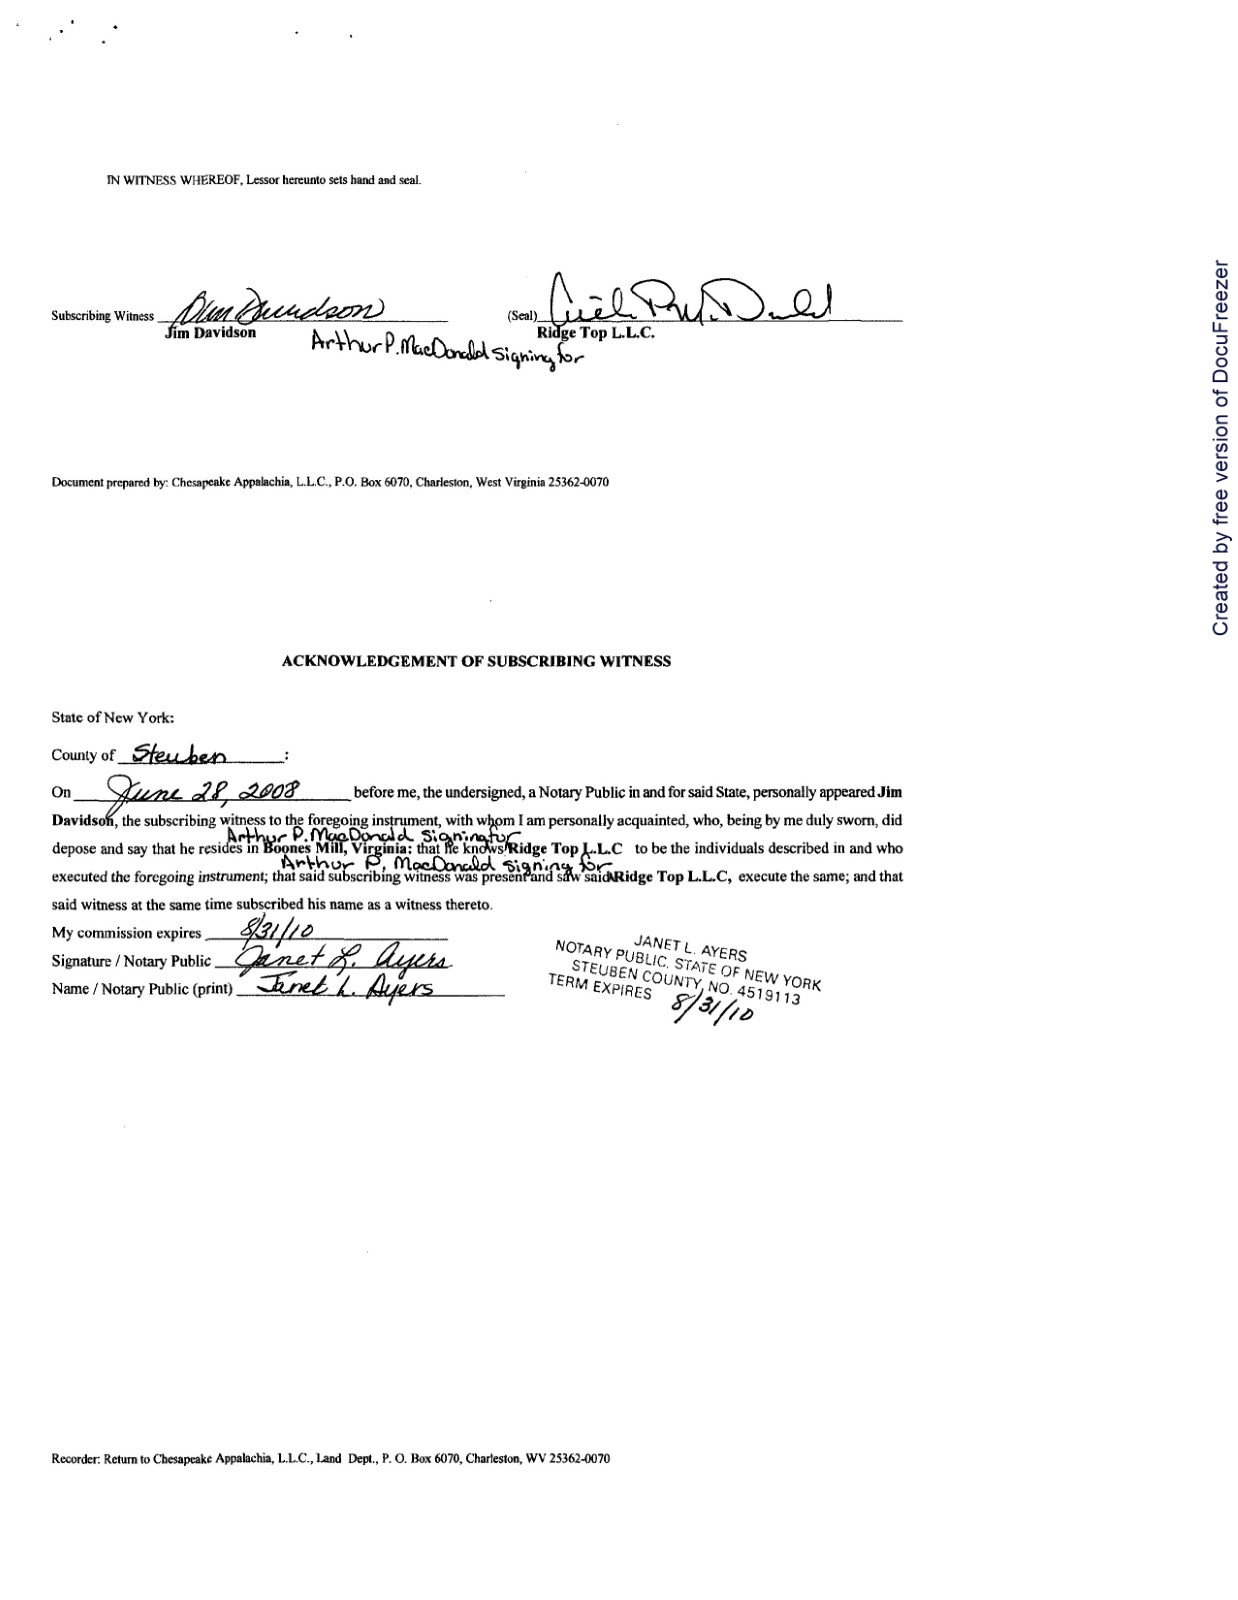 IN WITNESS WHEREOF, Lessor hereunto sets hand and seal.
Subscribing Witness Jim Davidson (Seal)
Jim Davidson Ridge Top L.L.C.
Arthur P. MacDonald signing for
Document prepared by: Chesapeake Appalachia, L.L.C., P.O. Box 6070, Charleston, West Virginia 25362-0070
ACKNOWLEDGEMENT OF SUBSCRIBING WITNESS
State of New York:
County of Steuben :
On June 28, 2008 before me, the undersigned, a Notary Public in and for said State, personally appeared Jim
Davidson, the subscribing witness to the foregoing instrument, with whom I am personally acquainted, who, being by me duly sworn, did
Arthur P. MacDonald Signing for
depose and say that he resides in Boones Mill, Virginia: that he knows Ridge Top L.L.C to be the individuals described in and who
Arthur P. MacDonald signing for
executed the foregoing instrument; that said subscribing witness was present and saw said Ridge Top L.L.C, execute the same; and that
said witness at the same time subscribed his name as a witness thereto.
My commission expires 8/31/10
Signature / Notary Public Janet L. Ayers
Name / Notary Public (print) Janet L. Ayers
JANET L. AYERS
NOTARY PUBLIC, STATE OF NEW YORK
STEUBEN COUNTY, NO. 4519113
TERM EXPIRES 8/31/10
Recorder: Return to Chesapeake Appalachia, L.L.C., Land Dept., P. O. Box 6070, Charleston, WV 25362-0070
Created by free version of DocuFreezer